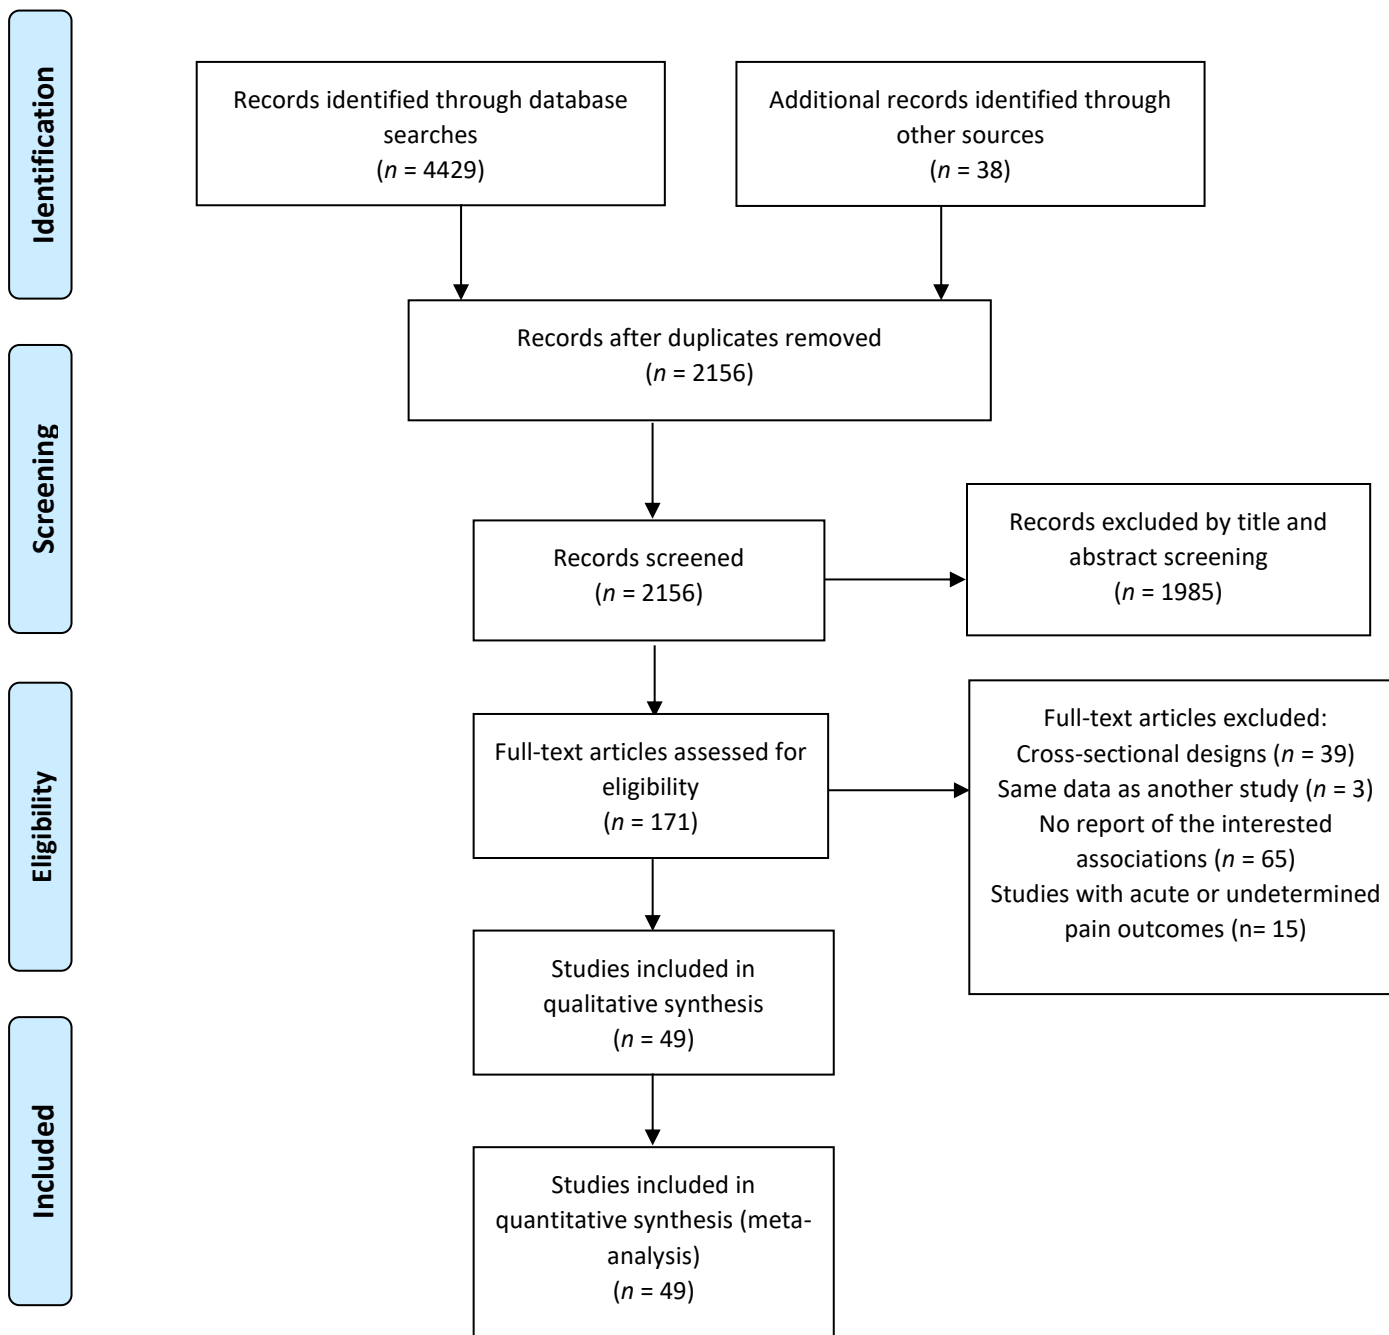 Identification
Records identified through database
searches
(n = 4429)
Additional records identified through
other sources
(n = 38)
Records after duplicates removed
(n = 2156)
Screening
Records screened
(n = 2156)
Records excluded by title and
abstract screening
(n = 1985)
Eligibility
Full-text articles assessed for
eligibility
(n = 171)
Full-text articles excluded:
Cross-sectional designs (n = 39)
Same data as another study (n = 3)
No report of the interested
associations (n = 65)
Studies with acute or undetermined
pain outcomes (n= 15)
Studies included in
qualitative synthesis
(n = 49)
Included
Studies included in
quantitative synthesis (meta-
analysis)
(n = 49)